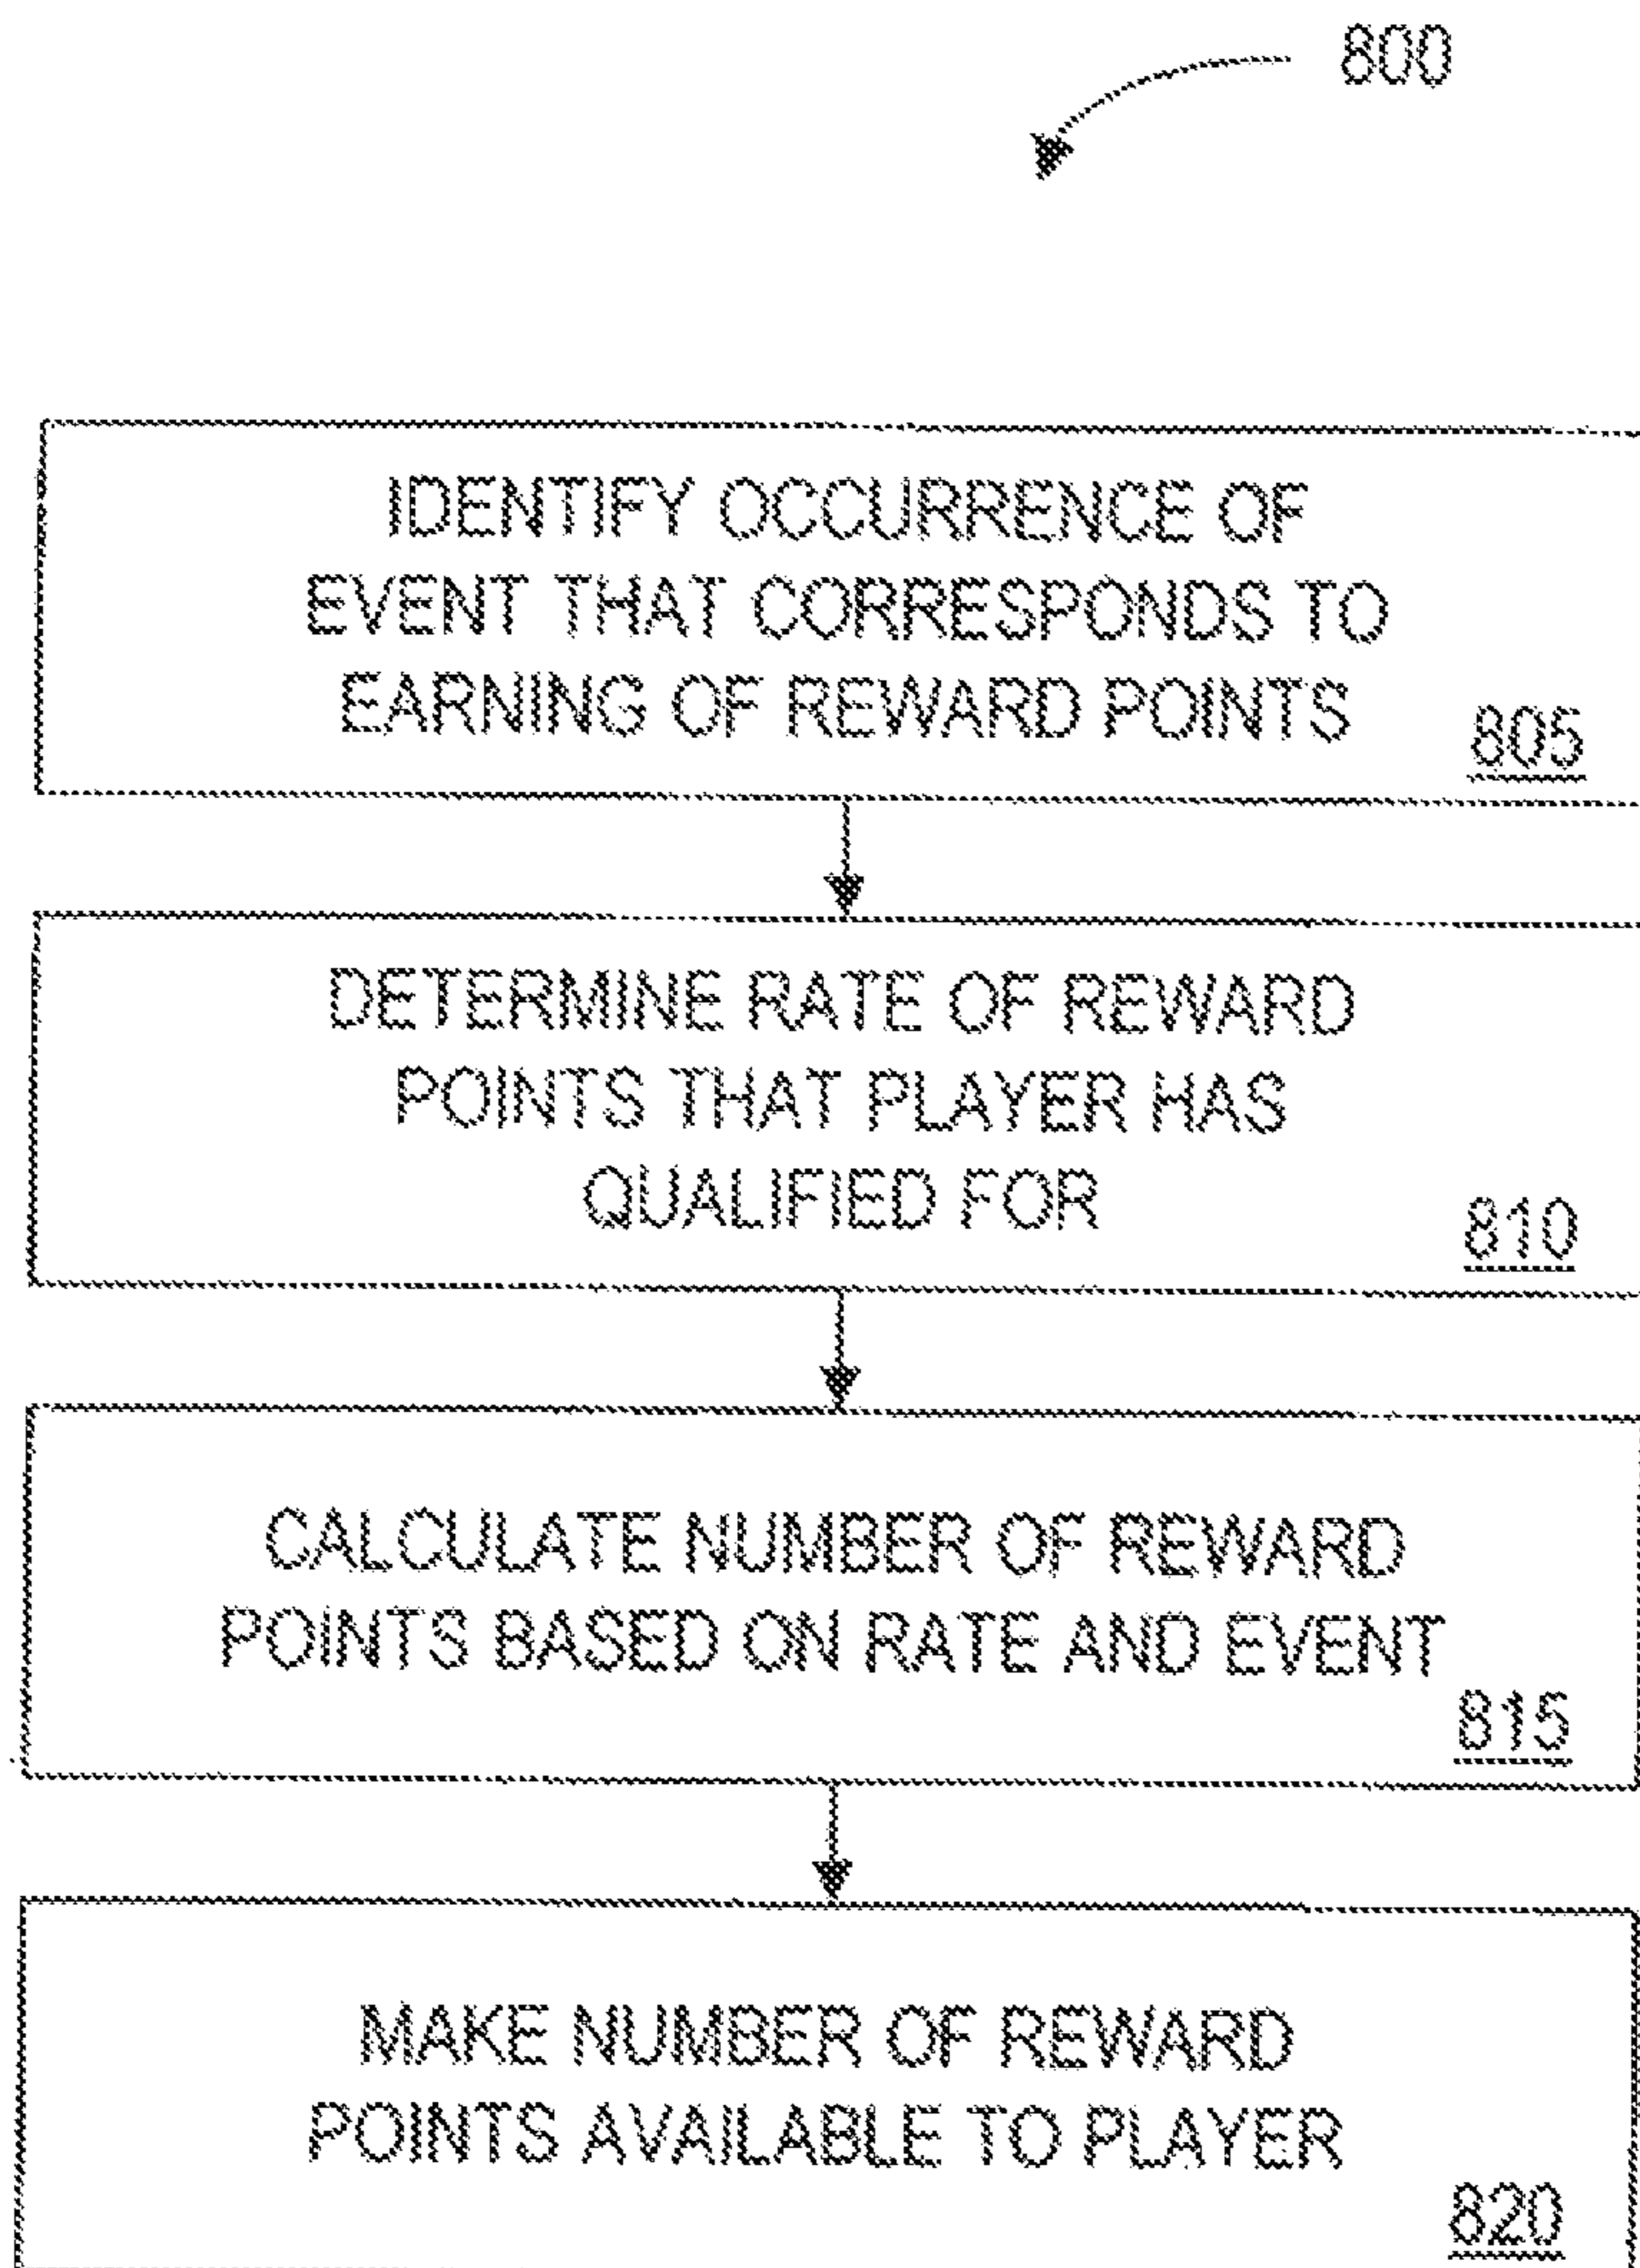 800
IDENTIFY OCCURRENCE OF
EVENT THAT CORRESPONDS TO
EARNING OF REWARD POINTS
805
DETERMINE RATE OF REWARD
POINTS THAT PLAYER HAS
QUALIFIED FOR
810
CALCULATE NUMBER OF REWARD
POINTS BASED ON RATE AND EVENT
815
MAKE NUMBER OF REWARD
POINTS AVAILABLE TO PLAYER
820